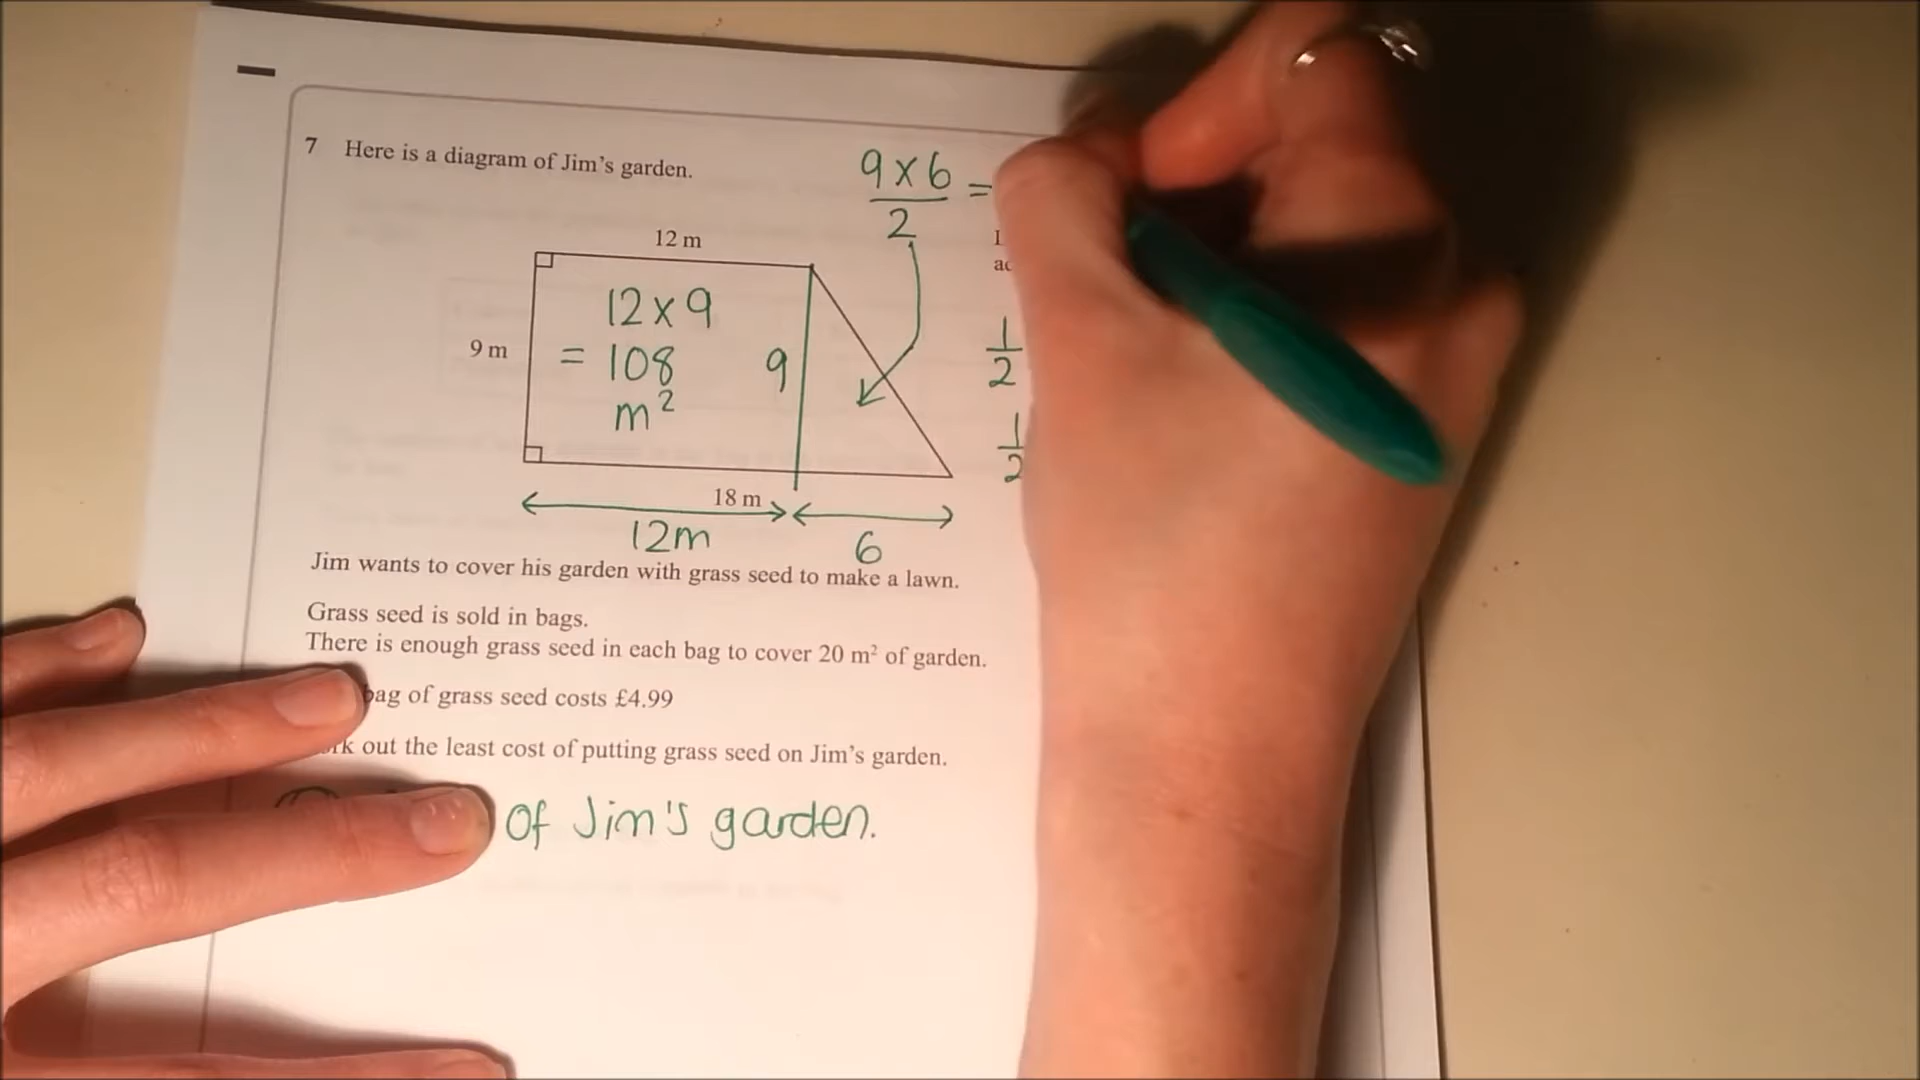 7 Here is a diagram of Jim's garden.
9 x 6 =
2
12 m
12 x 9
= 108
m²
9 m
9
1
2
1
2
18 m
12m
6
Jim wants to cover his garden with grass seed to make a lawn.
Grass seed is sold in bags.
There is enough grass seed in each bag to cover 20 m² of garden.
bag of grass seed costs £4.99
out the least cost of putting grass seed on Jim's garden.
of Jim's garden.